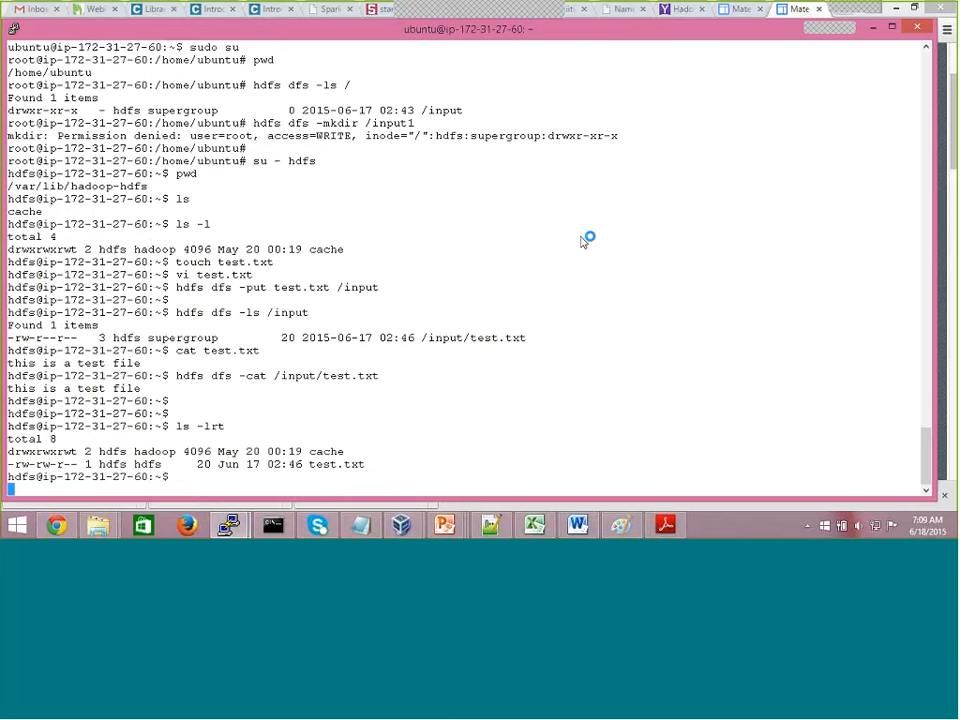 Inbo
Web
Libra
Intro
Intro
Spark
star
Name
Had
Mate
Mate
ubuntu@ip-172-31-27-60: ~
ubuntu@ip-172-31-27-60:~$ sudo su
root@ip-172-31-27-60:/home/ubuntu# pwd
/home/ubuntu
root@ip-172-31-27-60:/home/ubuntu# hdfs dfs -ls /
Found 1 items
drwxr-xr-x   - hdfs supergroup          0 2015-06-17 02:43 /input
root@ip-172-31-27-60:/home/ubuntu# hdfs dfs -mkdir /input1
mkdir: Permission denied: user=root, access=WRITE, inode="/":hdfs:supergroup:drwxr-xr-x
root@ip-172-31-27-60:/home/ubuntu#
root@ip-172-31-27-60:/home/ubuntu# su - hdfs
hdfs@ip-172-31-27-60:~$ pwd
/var/lib/hadoop-hdfs
hdfs@ip-172-31-27-60:~$ ls
cache
hdfs@ip-172-31-27-60:~$ ls -l
total 4
drwxrwxrwt 2 hdfs hadoop 4096 May 20 00:19 cache
hdfs@ip-172-31-27-60:~$ touch test.txt
hdfs@ip-172-31-27-60:~$ vi test.txt
hdfs@ip-172-31-27-60:~$ hdfs dfs -put test.txt /input
hdfs@ip-172-31-27-60:~$
hdfs@ip-172-31-27-60:~$ hdfs dfs -ls /input
Found 1 items
-rw-r--r--   3 hdfs supergroup         20 2015-06-17 02:46 /input/test.txt
hdfs@ip-172-31-27-60:~$ cat test.txt
this is a test file
hdfs@ip-172-31-27-60:~$ hdfs dfs -cat /input/test.txt
this is a test file
hdfs@ip-172-31-27-60:~$
hdfs@ip-172-31-27-60:~$
hdfs@ip-172-31-27-60:~$ ls -lrt
total 8
drwxrwxrwt 2 hdfs hadoop 4096 May 20 00:19 cache
-rw-rw-r-- 1 hdfs hdfs     20 Jun 17 02:46 test.txt
hdfs@ip-172-31-27-60:~$
7:09 AM
6/18/2015